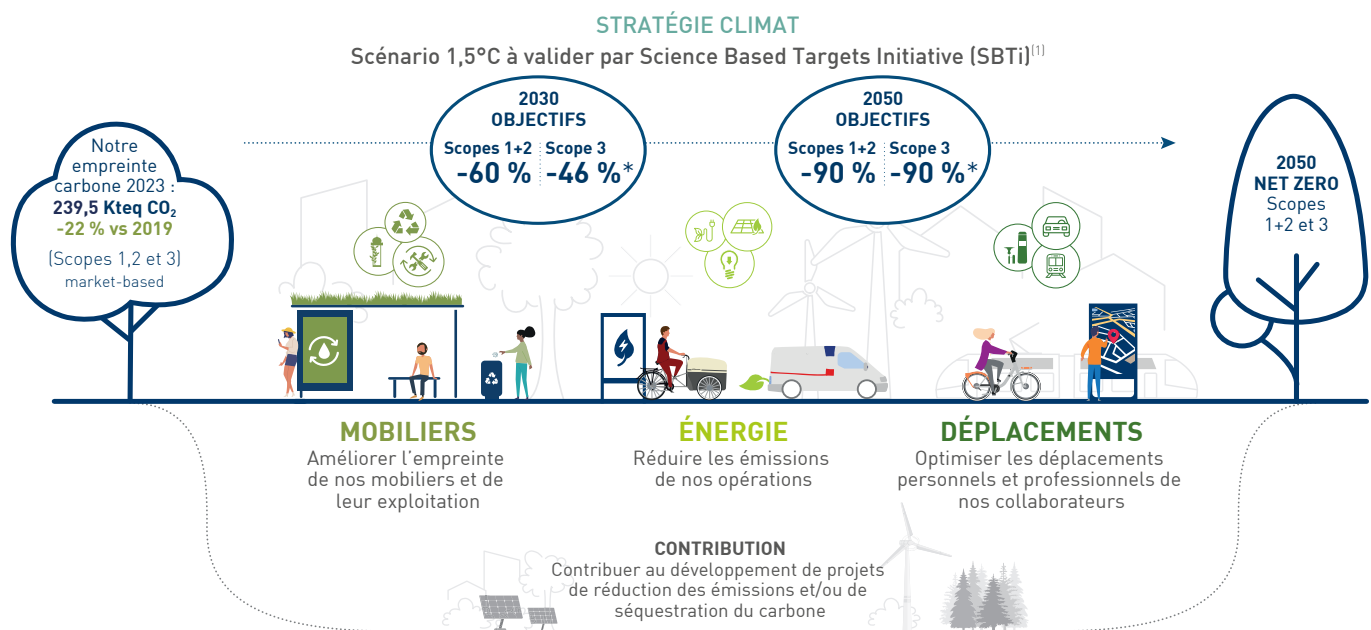 STRATÉGIE CLIMAT
Scénario 1,5°C à valider par Science Based Targets Initiative (SBTi)(1)
Notre
empreinte
carbone 2023 :
239,5 Kteq CO₂
-22 % vs 2019
(Scopes 1,2 et 3)
market-based
2030
OBJECTIFS
Scopes 1+2 Scope 3
-60 % -46 %*
2050
OBJECTIFS
Scopes 1+2 Scope 3
-90 % -90 %*
2050
NET ZERO
Scopes
1+2 et 3
MOBILIERS
Améliorer l'empreinte
de nos mobiliers et de
leur exploitation
ÉNERGIE
Réduire les émissions
de nos opérations
DÉPLACEMENTS
Optimiser les déplacements
personnels et professionnels de
nos collaborateurs
CONTRIBUTION
Contribuer au développement de projets
de réduction des émissions et/ou de
séquestration du carbone